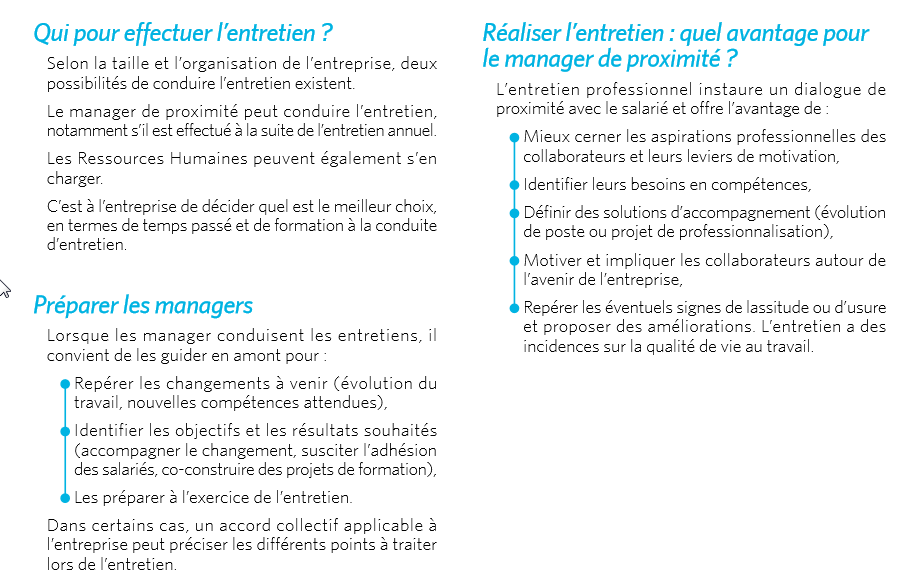 Qui pour effectuer l'entretien ?
Selon la taille et l'organisation de l'entreprise, deux
possibilités de conduire l'entretien existent.
Le manager de proximité peut conduire l'entretien,
notamment s'il est effectué à la suite de l'entretien annuel.
Les Ressources Humaines peuvent également s'en
charger.
C'est à l'entreprise de décider quel est le meilleur choix,
en termes de temps passé et de formation à la conduite
d'entretien.
Préparer les managers
Lorsque les manager conduisent les entretiens, il
convient de les guider en amont pour :
Repérer les changements à venir (évolution du
travail, nouvelles compétences attendues),
Identifier les objectifs et les résultats souhaités
(accompagner le changement, susciter l'adhésion
des salariés, co-construire des projets de formation),
Les préparer à l'exercice de l'entretien.
Dans certains cas, un accord collectif applicable à
l'entreprise peut préciser les différents points à traiter
lors de l'entretien.
Réaliser l'entretien : quel avantage pour
le manager de proximité ?
L'entretien professionnel instaure un dialogue de
proximité avec le salarié et offre l'avantage de :
Mieux cerner les aspirations professionnelles des
collaborateurs et leurs leviers de motivation,
Identifier leurs besoins en compétences,
Définir des solutions d'accompagnement (évolution
de poste ou projet de professionnalisation),
Motiver et impliquer les collaborateurs autour de
l'avenir de l'entreprise,
Repérer les éventuels signes de lassitude ou d'usure
et proposer des améliorations. L'entretien a des
incidences sur la qualité de vie au travail.